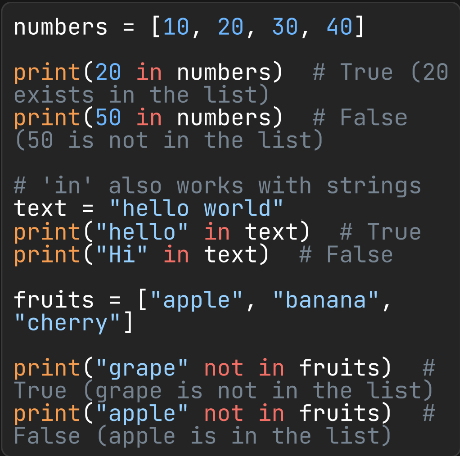 numbers = [10, 20, 30, 40]
print(20 in numbers)  # True (20
exists in the list)
print(50 in numbers)  # False
(50 is not in the list)
# 'in' also works with strings
text = "hello world"
print("hello" in text)  # True
print("Hi" in text)  # False
fruits = ["apple", "banana",
"cherry"]
print("grape" not in fruits)  #
True (grape is not in the list)
print("apple" not in fruits)  #
False (apple is in the list)